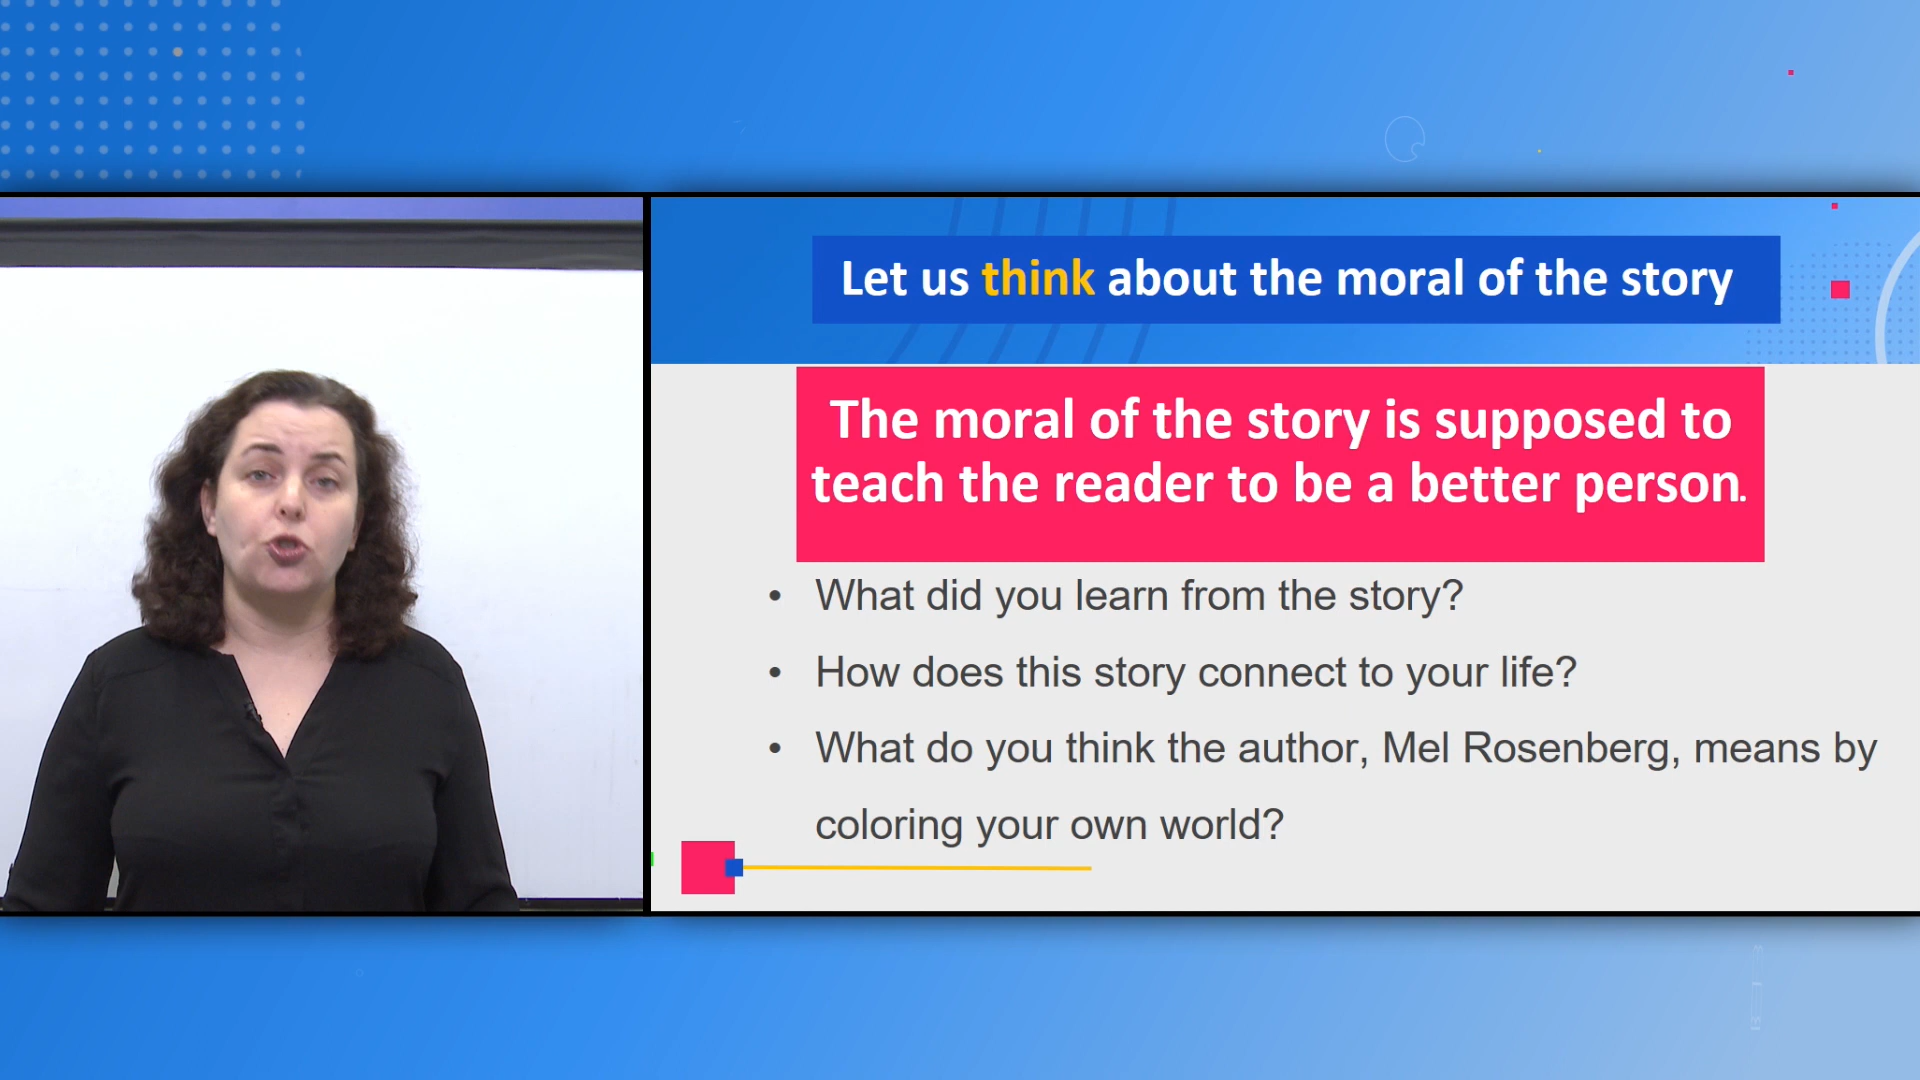 Let us think about the moral of the story
The moral of the story is supposed to
teach the reader to be a better person.
• What did you learn from the story?
• How does this story connect to your life?
• What do you think the author, Mel Rosenberg, means by
coloring your own world?